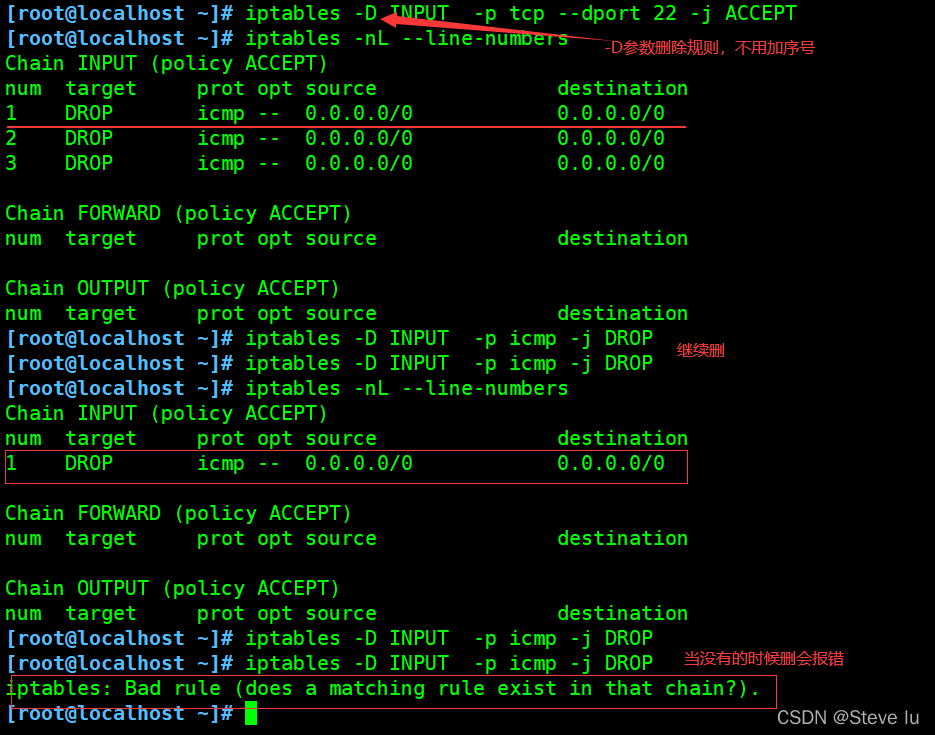 [root@localhost ~]# iptables -D INPUT  -p tcp --dport 22 -j ACCEPT
[root@localhost ~]# iptables -nL --line-numbers
-D参数删除规则，不用加序号
Chain INPUT (policy ACCEPT)
num  target     prot opt source               destination
1    DROP       icmp --  0.0.0.0/0            0.0.0.0/0
2    DROP       icmp --  0.0.0.0/0            0.0.0.0/0
3    DROP       icmp --  0.0.0.0/0            0.0.0.0/0
Chain FORWARD (policy ACCEPT)
num  target     prot opt source               destination
Chain OUTPUT (policy ACCEPT)
num  target     prot opt source               destination
[root@localhost ~]# iptables -D INPUT  -p icmp -j DROP
继续删
[root@localhost ~]# iptables -D INPUT  -p icmp -j DROP
[root@localhost ~]# iptables -nL --line-numbers
Chain INPUT (policy ACCEPT)
num  target     prot opt source               destination
1    DROP       icmp --  0.0.0.0/0            0.0.0.0/0
Chain FORWARD (policy ACCEPT)
num  target     prot opt source               destination
Chain OUTPUT (policy ACCEPT)
num  target     prot opt source               destination
[root@localhost ~]# iptables -D INPUT  -p icmp -j DROP
[root@localhost ~]# iptables -D INPUT  -p icmp -j DROP
当没有的时候删会报错
iptables: Bad rule (does a matching rule exist in that chain?).
[root@localhost ~]#
CSDN @Steve lu